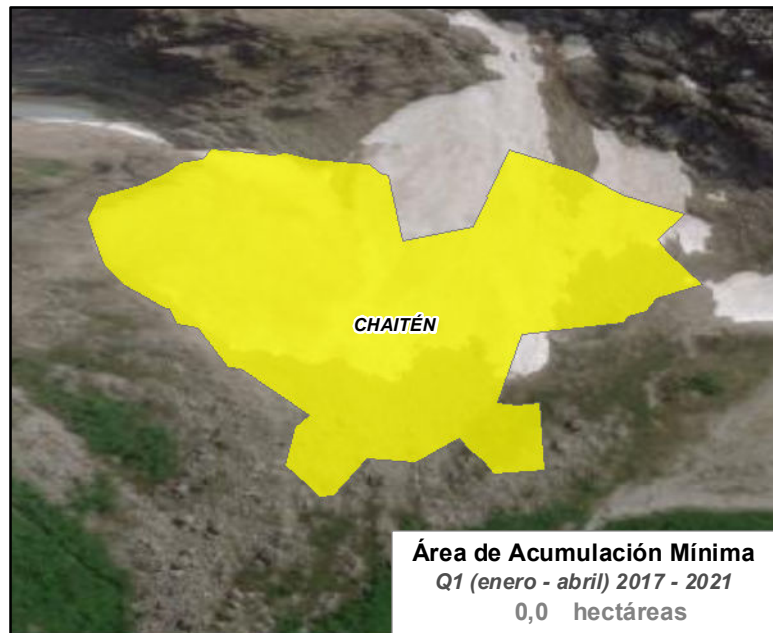 CHAITÉN
Área de Acumulación Mínima
Q1 (enero - abril) 2017 - 2021
0,0 hectáreas